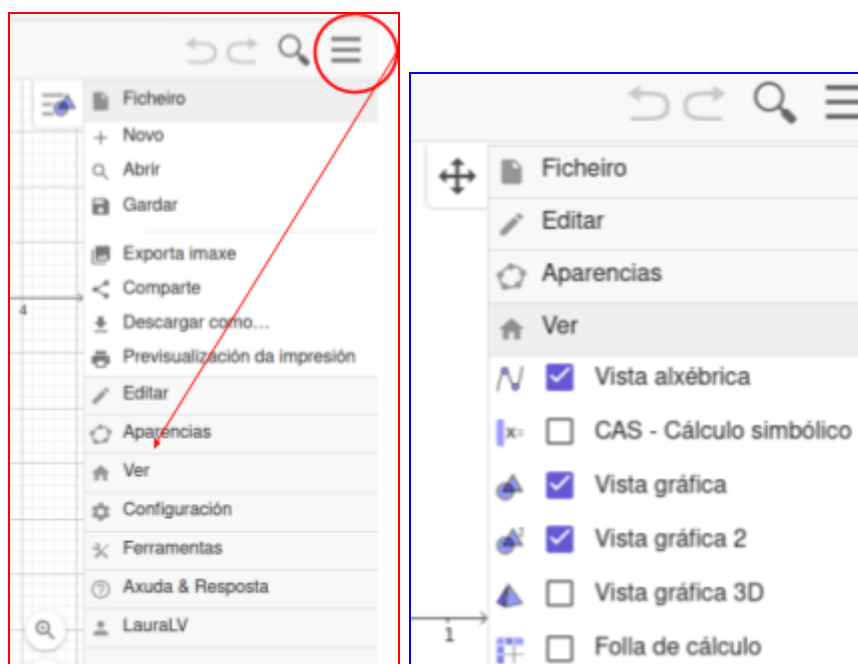 Ficheiro
Novo
Abrir
Gardar
Exporta imaxe
Comparte
Descargar como...
Previsualización da impresión
Editar
Aparencias
Ver
Configuración
Ferramentas
Axuda & Resposta
LauraLV
4
Ficheiro
Editar
Aparencias
Ver
Vista alxébrica
x=
CAS - Cálculo simbólico
Vista gráfica
2
Vista gráfica 2
Vista gráfica 3D
Folla de cálculo
1